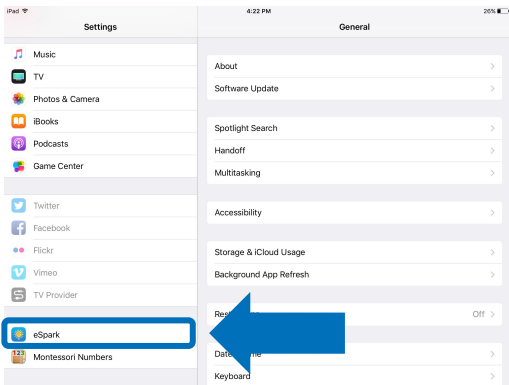 iPad 4:22 PM 26%
Settings
General
Music
TV
Photos & Camera
iBooks
Podcasts
Game Center
Twitter
Facebook
Flickr
Vimeo
TV Provider
eSpark
123
Montessori Numbers
About
Software Update
Spotlight Search
Handoff
Multitasking
Accessibility
Storage & iCloud Usage
Background App Refresh
Off
Keyboard